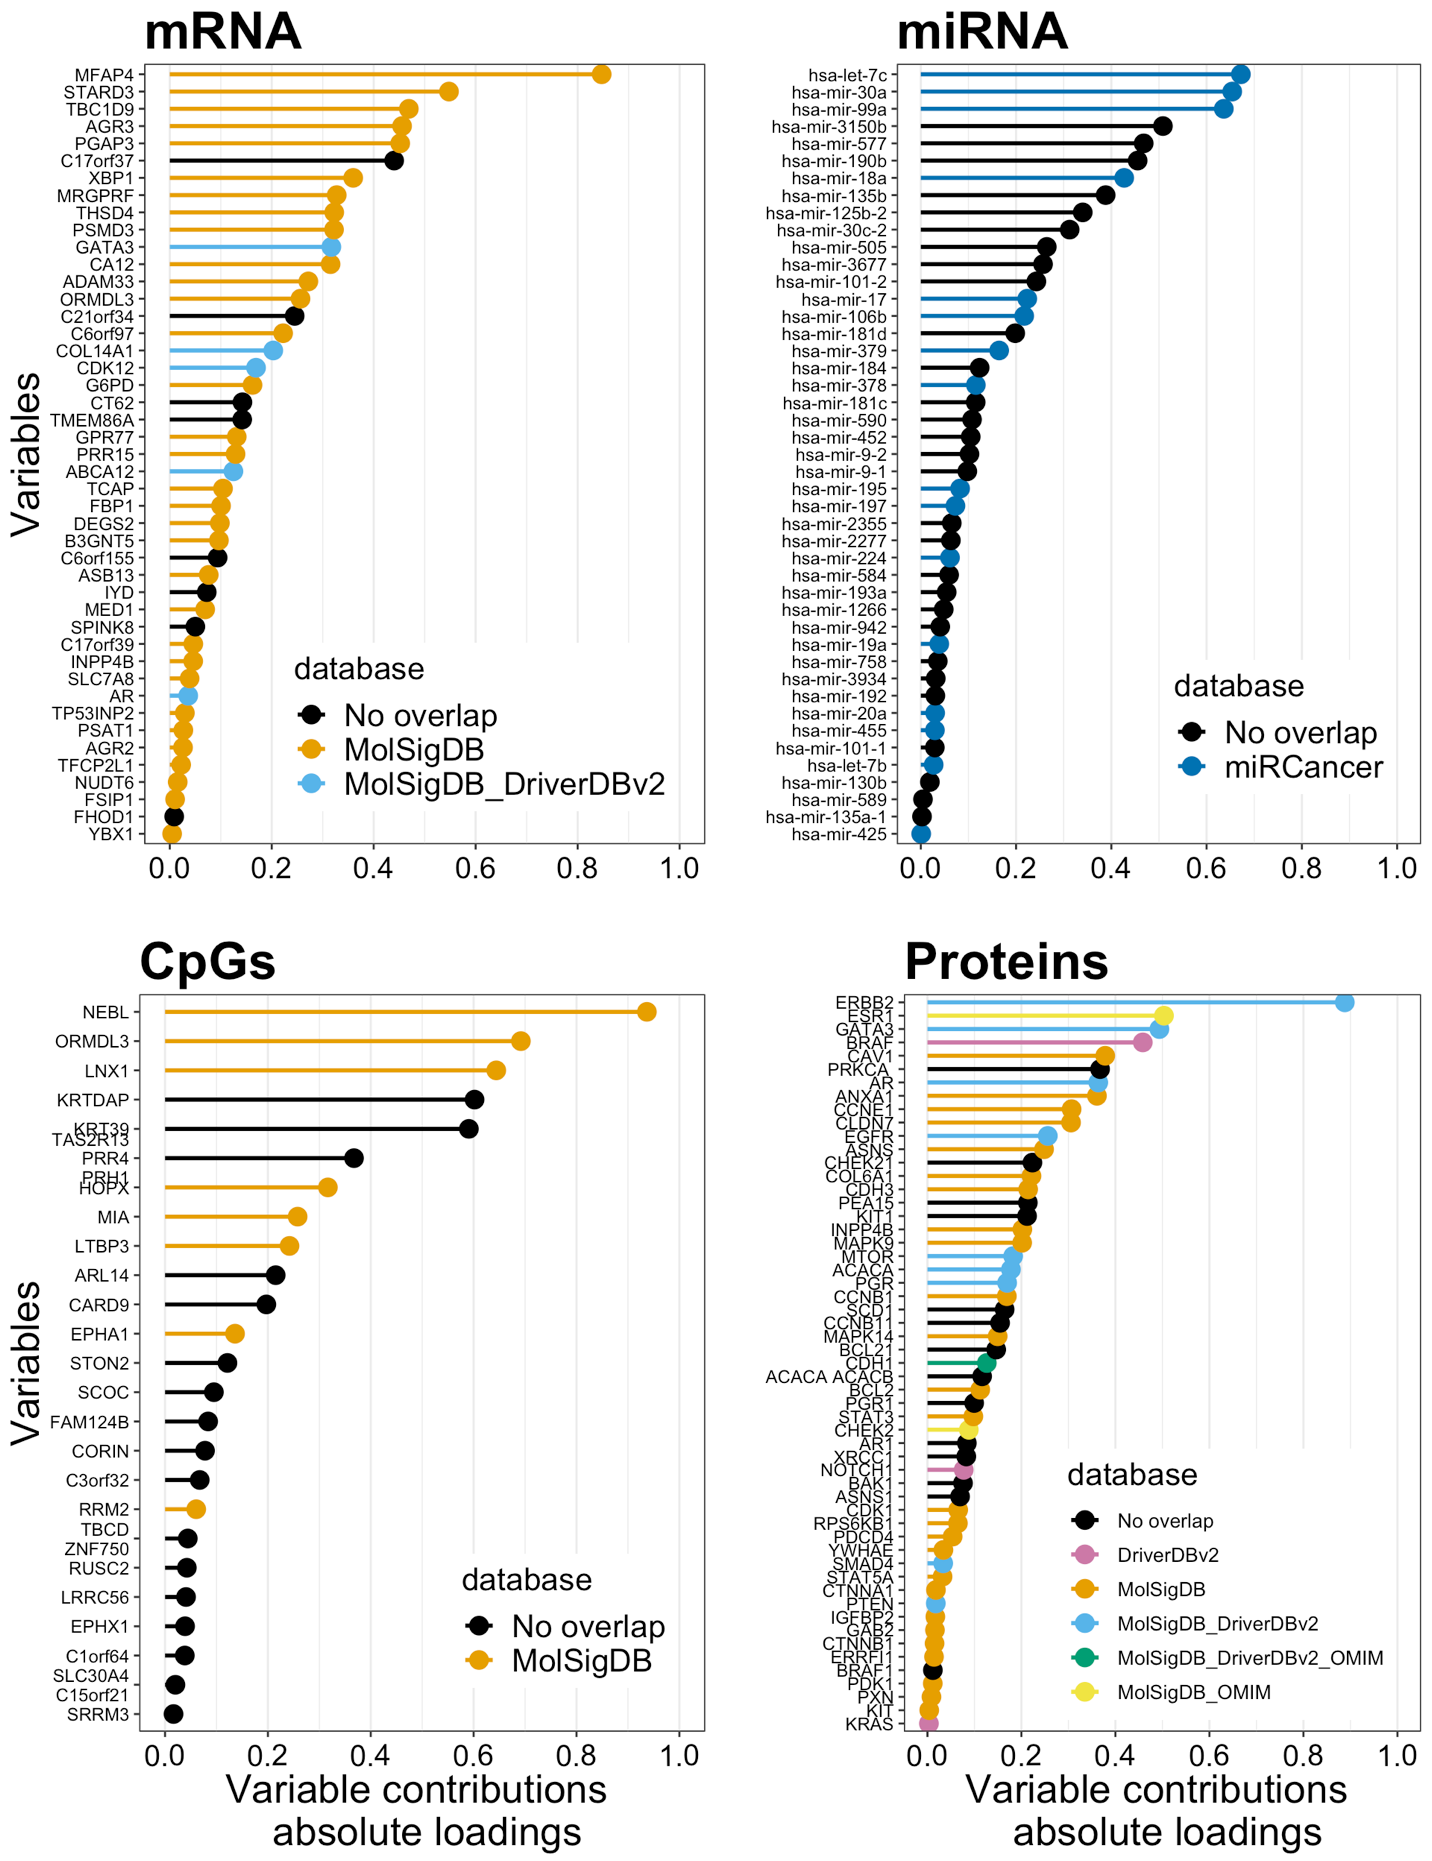 mRNA
Variables
MFAP4
STARD3
TBC1D9
AGR3
PGAP3
C17orf37
XBP1
MRGPRF
THSD4
PSMD3
GATA3
CA12
ADAM33
ORMDL3
C21orf34
C6orf97
COL14A1
CDK12
G6PD
CT62
TMEM86A
GPR77
PRR15
ABCA12
TCAP
FBP1
DEGS2
B3GNT5
C6orf155
ASB13
IYD
MED1
SPINK8
C17orf39
INPP4B
SLC7A8
AR
TP53INP2
PSAT1
AGR2
TFCP2L1
NUDT6
FSIP1
FHOD1
YBX1
database
No overlap
MolSigDB
MolSigDB_DriverDBv2
0.0 0.2 0.4 0.6 0.8 1.0
miRNA
hsa-let-7c
hsa-mir-30a
hsa-mir-99a
hsa-mir-3150b
hsa-mir-577
hsa-mir-190b
hsa-mir-18a
hsa-mir-135b
hsa-mir-125b-2
hsa-mir-30c-2
hsa-mir-505
hsa-mir-3677
hsa-mir-101-2
hsa-mir-17
hsa-mir-106b
hsa-mir-181d
hsa-mir-379
hsa-mir-184
hsa-mir-378
hsa-mir-181c
hsa-mir-590
hsa-mir-452
hsa-mir-9-2
hsa-mir-9-1
hsa-mir-195
hsa-mir-197
hsa-mir-2355
hsa-mir-2277
hsa-mir-224
hsa-mir-584
hsa-mir-193a
hsa-mir-1266
hsa-mir-942
hsa-mir-19a
hsa-mir-758
hsa-mir-3934
hsa-mir-192
hsa-mir-20a
hsa-mir-455
hsa-mir-101-1
hsa-let-7b
hsa-mir-130b
hsa-mir-589
hsa-mir-135a-1
hsa-mir-425
database
No overlap
miRCancer
0.0 0.2 0.4 0.6 0.8 1.0
CpGs
Variables
NEBL
ORMDL3
LNX1
KRTDAP
KRT39
TAS2R13
PRR4
PRH1
HOPX
MIA
LTBP3
ARL14
CARD9
EPHA1
STON2
SCOC
FAM124B
CORIN
C3orf32
RRM2
TBCD
ZNF750
RUSC2
LRRC56
EPHX1
C1orf64
SLC30A4
C15orf21
SRRM3
database
No overlap
MolSigDB
0.0 0.2 0.4 0.6 0.8 1.0
Variable contributions
absolute loadings
Proteins
ERBB2
ESR1
GATA3
BRAF
CAV1
PRKCA
AR
ANXA1
CCNE1
CLDN7
EGFR
ASNS
CHEK21
COL6A1
CDH3
PEA15
KIT1
INPP4B
MAPK9
MTOR
ACACA
PGR
CCNB1
SCD1
CCNB11
MAPK14
BCL21
CDH1
ACACA ACACB
BCL2
PGR1
STAT3
CHEK2
AR1
XRCC1
NOTCH1
BAK1
ASNS1
CDK1
RPS6KB1
PDCD4
YWHAE
SMAD4
STAT5A
CTNNA1
PTEN
IGFBP2
GAB2
CTNNB1
ERRFI1
BRAF1
PDK1
PXN
KIT
KRAS
database
No overlap
DriverDBv2
MolSigDB
MolSigDB_DriverDBv2
MolSigDB_DriverDBv2_OMIM
MolSigDB_OMIM
0.0 0.2 0.4 0.6 0.8 1.0
Variable contributions
absolute loadings